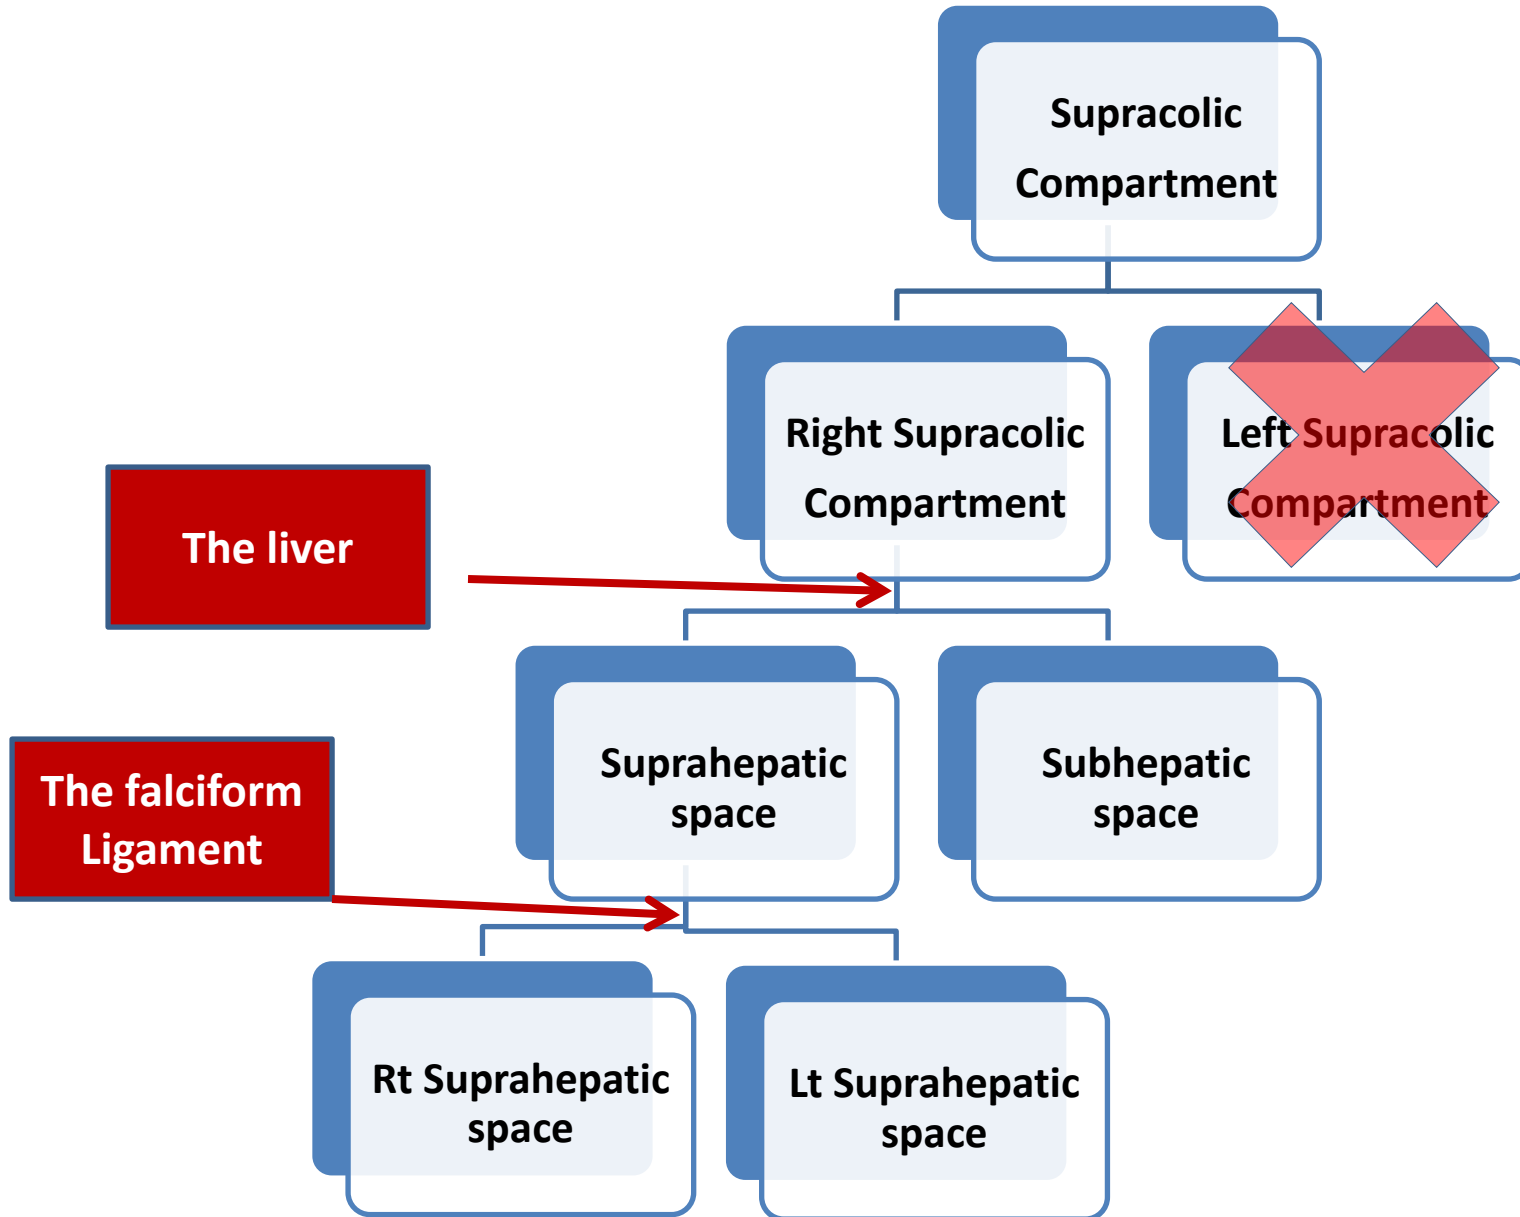 Supracolic
Compartment
Right Supracolic
Compartment
Left Supracolic
Compartment
The liver
Suprahepatic
space
Subhepatic
space
The falciform
Ligament
Rt Suprahepatic
space
Lt Suprahepatic
space